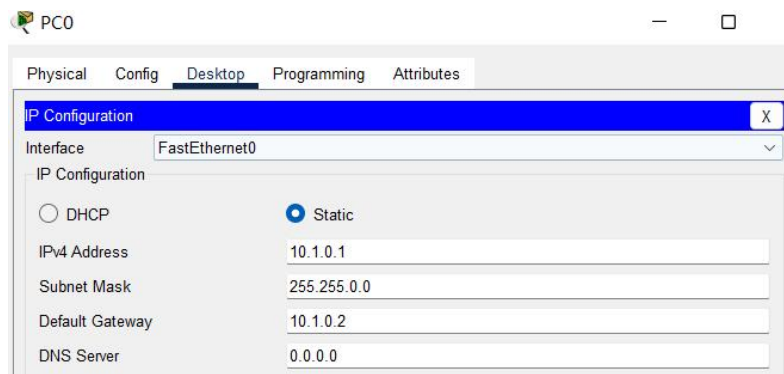 PC0
Physical Config Desktop Programming Attributes
IP Configuration X
Interface FastEthernet0
IP Configuration
DHCP Static
IPv4 Address 10.1.0.1
Subnet Mask 255.255.0.0
Default Gateway 10.1.0.2
DNS Server 0.0.0.0